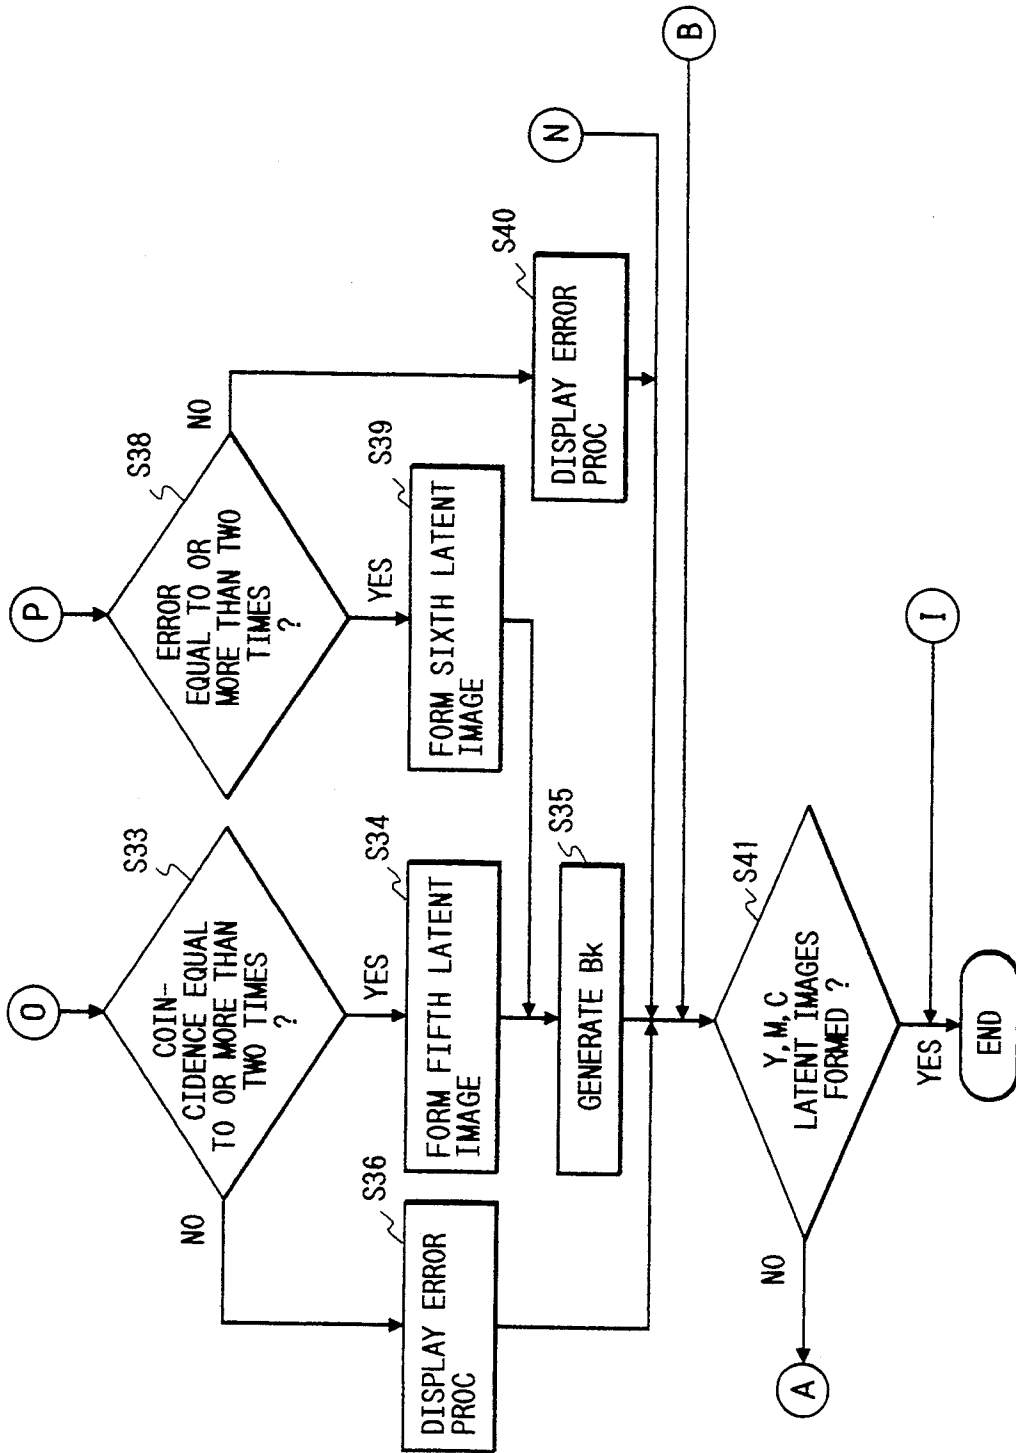 O
P
COIN-
CIDENCE EQUAL
TO OR MORE THAN
TWO TIMES
?
S33
NO
YES
ERROR
EQUAL TO OR
MORE THAN TWO
TIMES
?
S38
NO
YES
DISPLAY ERROR
PROC
S36
FORM FIFTH LATENT
IMAGE
S34
FORM SIXTH LATENT
IMAGE
S39
DISPLAY ERROR
PROC
S40
N
GENERATE Bk
S35
B
Y, M, C
LATENT IMAGES
FORMED ?
S41
NO
YES
A
I
END